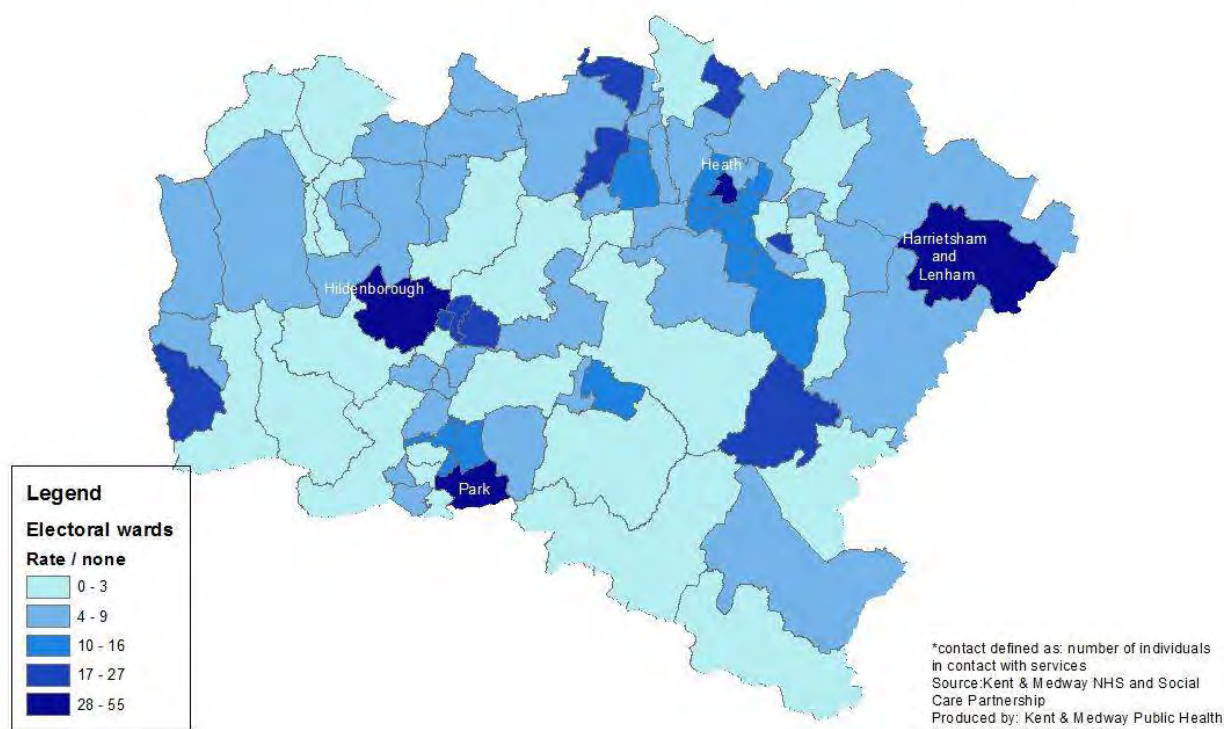 Heath
Harrietsham
and
Lenham
Hildenborough
Park
Legend
Electoral wards
Rate / none
0 - 3
4 - 9
10 - 16
17 - 27
28 - 55
*contact defined as: number of individuals
in contact with services
Source:Kent & Medway NHS and Social
Care Partnership
Produced by: Kent & Medway Public Health